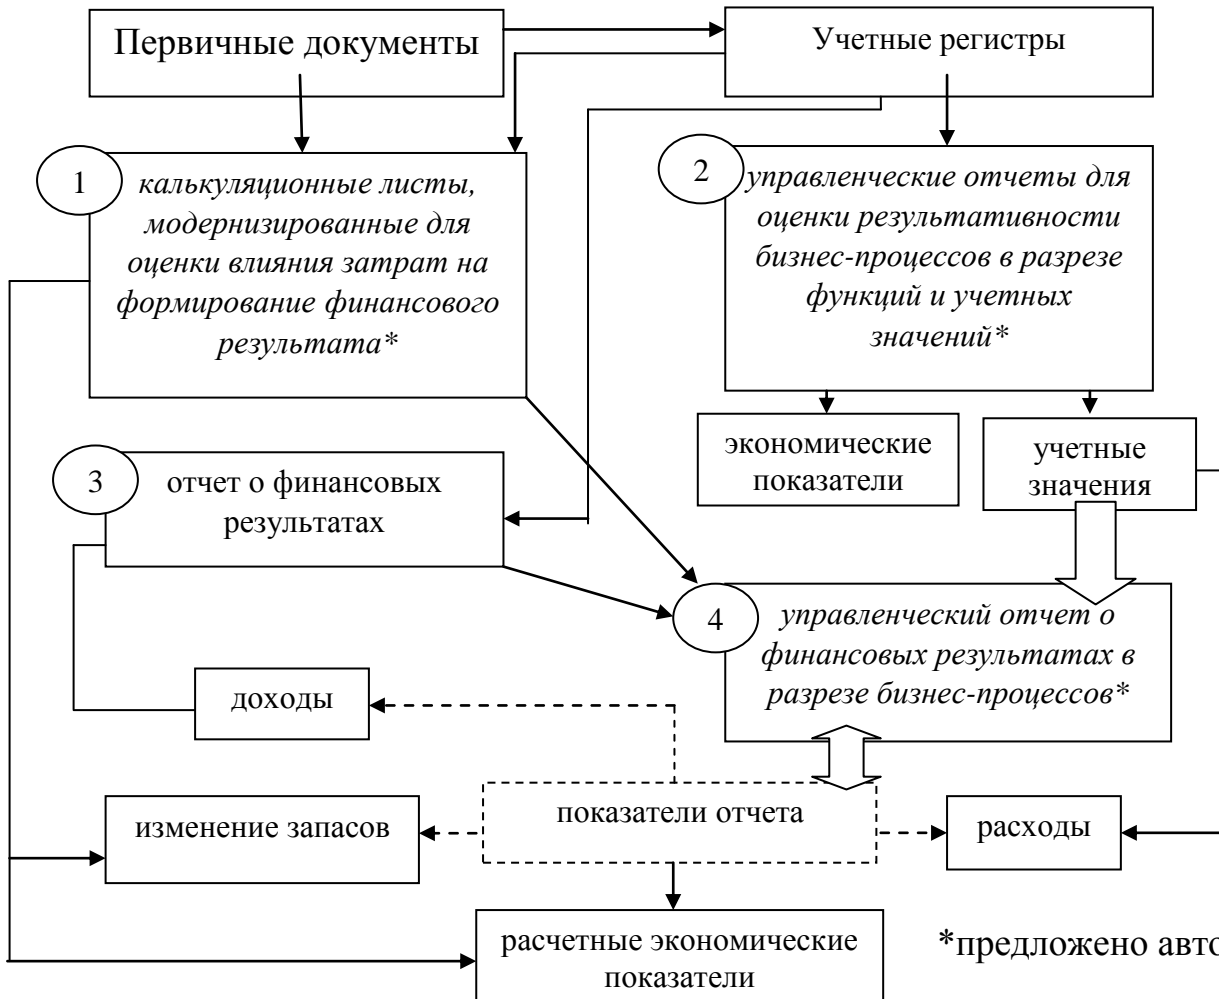 Первичные документы
Учетные регистры
1
калькуляционные листы,
модернизированные для
оценки влияния затрат на
формирование финансового
результата*
2
управленческие отчеты для
оценки результативности
бизнес-процессов в разрезе
функций и учетных
значений*
экономические
показатели
учетные
значения
3
отчет о финансовых
результатах
4
управленческий отчет о
финансовых результатах в
разрезе бизнес-процессов*
доходы
показатели отчета
изменение запасов
расходы
расчетные экономические
показатели
*предложено авто